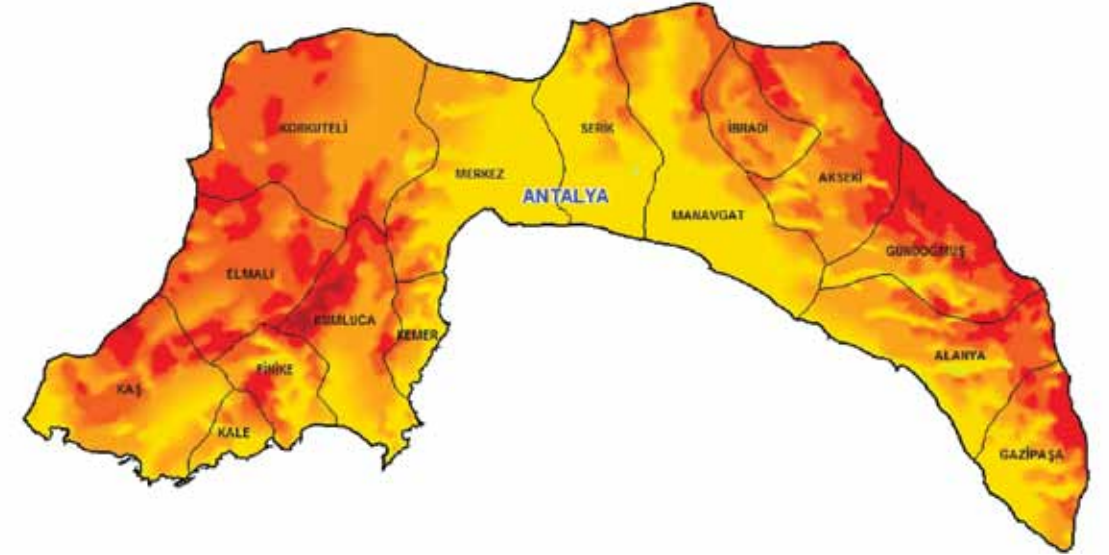 KORKUTELİ
SERİK
İBRADI
MERKEZ
AKSEKİ
ANTALYA
MANAVGAT
GÜNDOĞMUŞ
ELMALI
KUMLUCA
KEMER
ALANYA
FİNİKE
KAŞ
KALE
GAZİPAŞA